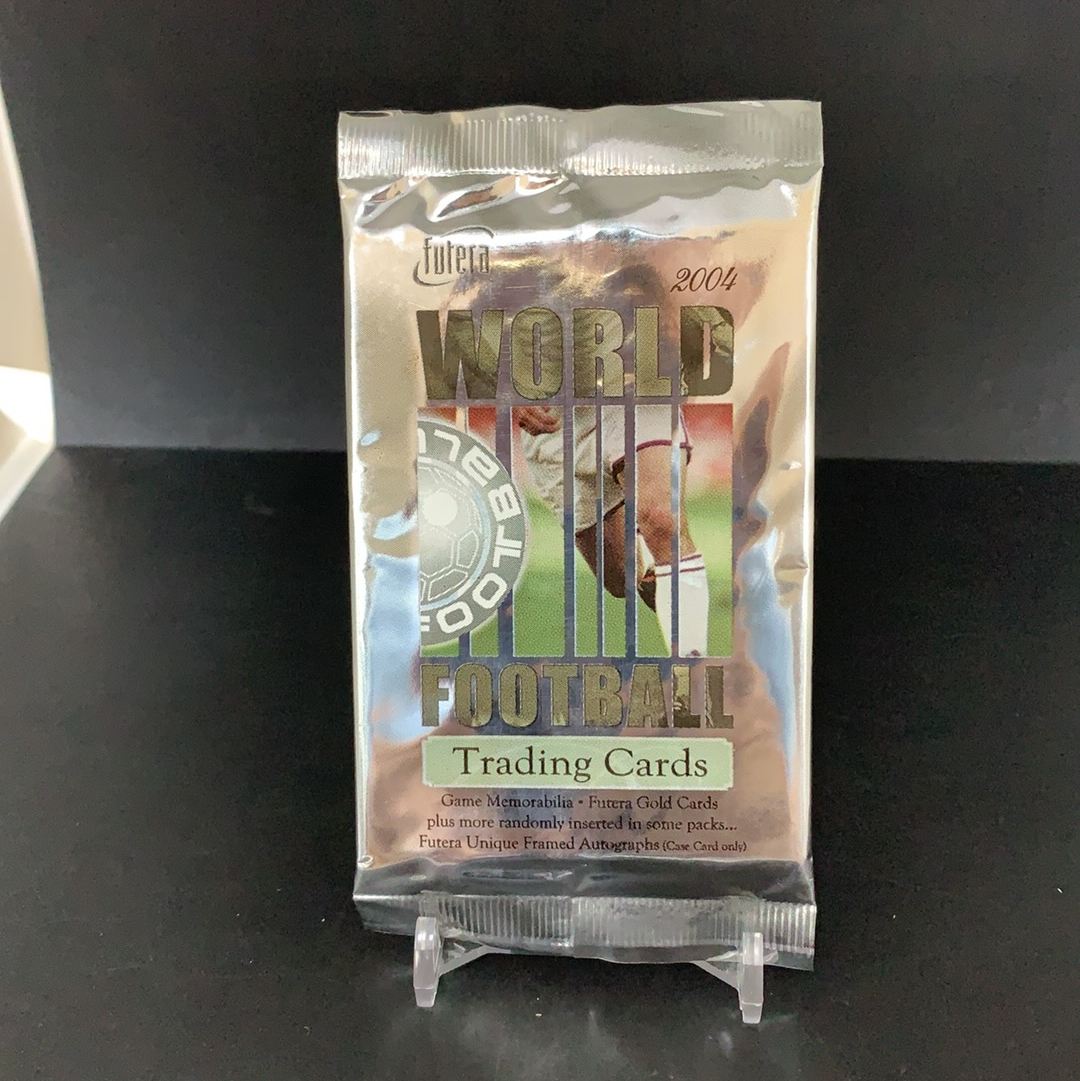 futera
2004
WORLD
FOOTBALL
Trading Cards
Game Memorabilia • Futera Gold Cards
plus more randomly inserted in some packs...
Futera Unique Framed Autographs (Case Card only)